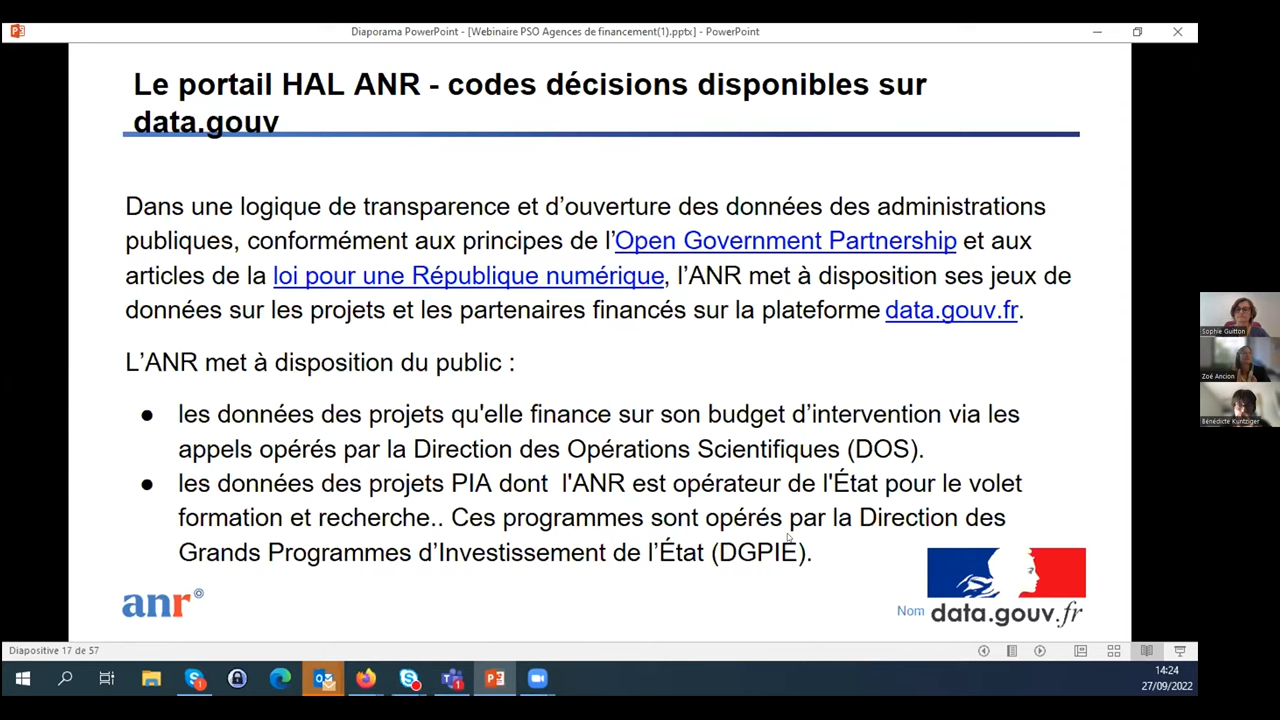 Diaporama PowerPoint - [Webinaire PSO Agences de financement(1).pptx] - PowerPoint
Le portail HAL ANR - codes décisions disponibles sur
data.gouv
Dans une logique de transparence et d’ouverture des données des administrations
publiques, conformément aux principes de l’Open Government Partnership et aux
articles de la loi pour une République numérique, l’ANR met à disposition ses jeux de
données sur les projets et les partenaires financés sur la plateforme data.gouv.fr.
L’ANR met à disposition du public :
● les données des projets qu'elle finance sur son budget d’intervention via les
appels opérés par la Direction des Opérations Scientifiques (DOS).
● les données des projets PIA dont l'ANR est opérateur de l'État pour le volet
formation et recherche.. Ces programmes sont opérés par la Direction des
Grands Programmes d’Investissement de l’État (DGPIE).
anr
Nom
data.gouv.fr
Sophie Guitton
Zoé Ancion
Bénédicte Kuntziger
Diapositive 17 de 57
14:24
27/09/2022